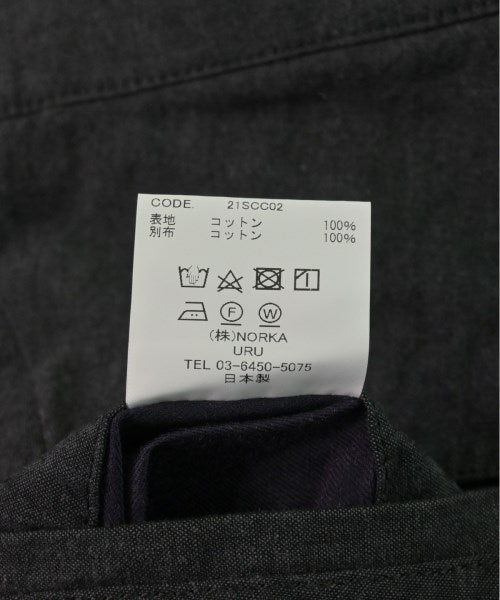 CODE. 21SCC02
表地 コットン 100%
別布 コットン 100%
F W
(株)NORKA
URU
TEL 03-6450-5075
日本製